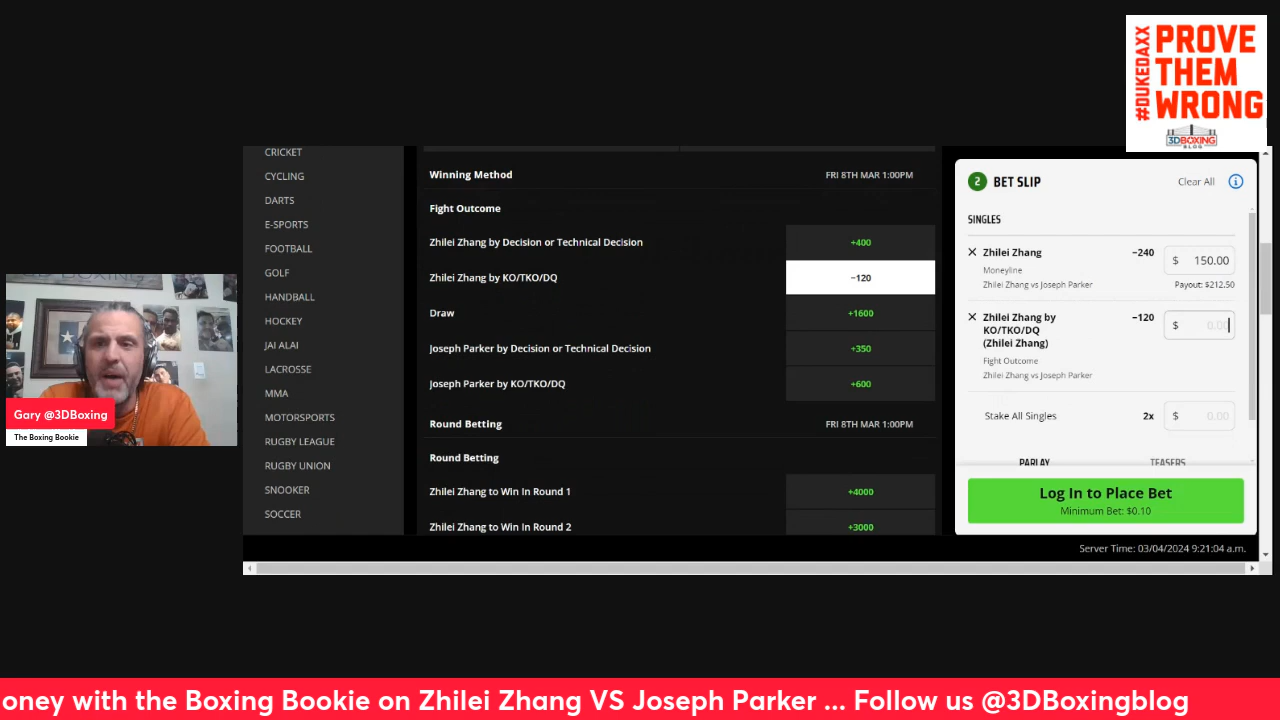 #DUKEDAXX
PROVE
THEM
WRONG
3DBOXING
BLOG
CRICKET
CYCLING
DARTS
E-SPORTS
FOOTBALL
GOLF
HANDBALL
HOCKEY
JAI ALAI
LACROSSE
MMA
MOTORSPORTS
RUGBY LEAGUE
RUGBY UNION
SNOOKER
SOCCER
Winning Method FRI 8TH MAR 1:00PM
Fight Outcome
Zhilei Zhang by Decision or Technical Decision +400
Zhilei Zhang by KO/TKO/DQ −120
Draw +1600
Joseph Parker by Decision or Technical Decision +350
Joseph Parker by KO/TKO/DQ +600
Round Betting FRI 8TH MAR 1:00PM
Round Betting
Zhilei Zhang to Win In Round 1 +4000
Zhilei Zhang to Win In Round 2 +3000
2 BET SLIP Clear All
SINGLES
Zhilei Zhang −240 $ 150.00
Moneyline
Zhilei Zhang vs Joseph Parker Payout: $212.50
Zhilei Zhang by −120
KO/TKO/DQ $ 0.00
(Zhilei Zhang)
Fight Outcome
Zhilei Zhang vs Joseph Parker
Stake All Singles 2x $ 0.00
PARLAY TEASERS
Log In to Place Bet
Minimum Bet: $0.10
Server Time: 03/04/2024 9:21:04 a.m.
Gary @3DBoxing
The Boxing Bookie
oney with the Boxing Bookie on Zhilei Zhang VS Joseph Parker ... Follow us @3DBoxingblog